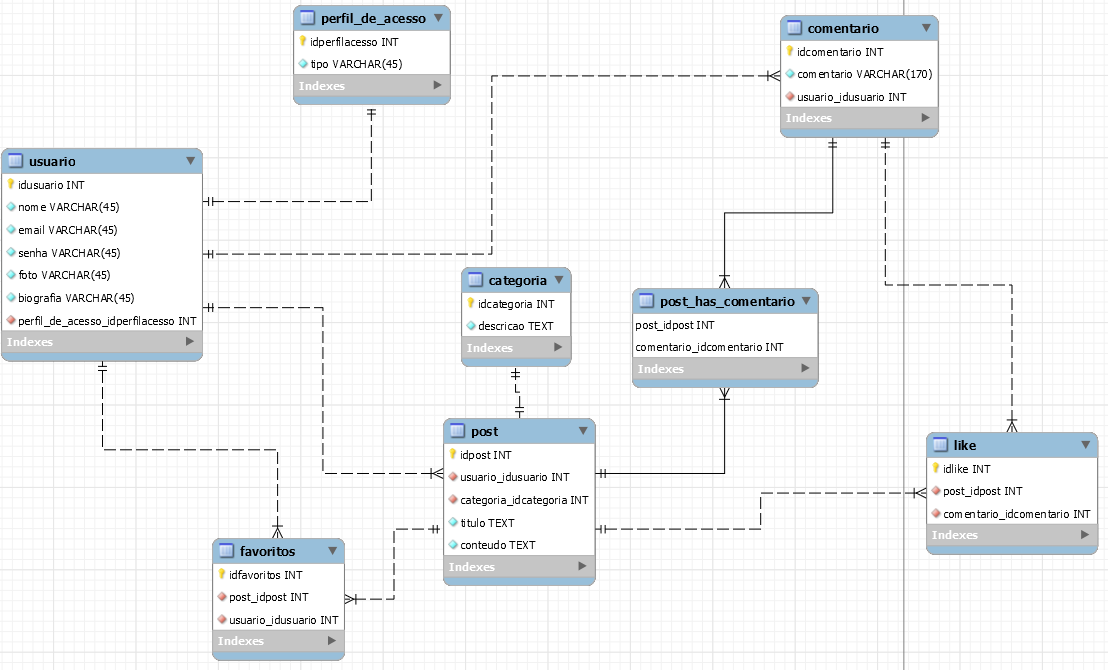 perfil_de_acesso
idperfilacesso INT
tipo VARCHAR(45)
Indexes
comentario
idcomentario INT
comentario VARCHAR(170)
usuario_idusuario INT
Indexes
usuario
idusuario INT
nome VARCHAR(45)
email VARCHAR(45)
senha VARCHAR(45)
foto VARCHAR(45)
biografia VARCHAR(45)
perfil_de_acesso_idperfilacesso INT
Indexes
categoria
idcategoria INT
descricao TEXT
Indexes
post_has_comentario
post_idpost INT
comentario_idcomentario INT
Indexes
post
idpost INT
usuario_idusuario INT
categoria_idcategoria INT
titulo TEXT
conteudo TEXT
Indexes
like
idlike INT
post_idpost INT
comentario_idcomentario INT
Indexes
favoritos
idfavoritos INT
post_idpost INT
usuario_idusuario INT
Indexes